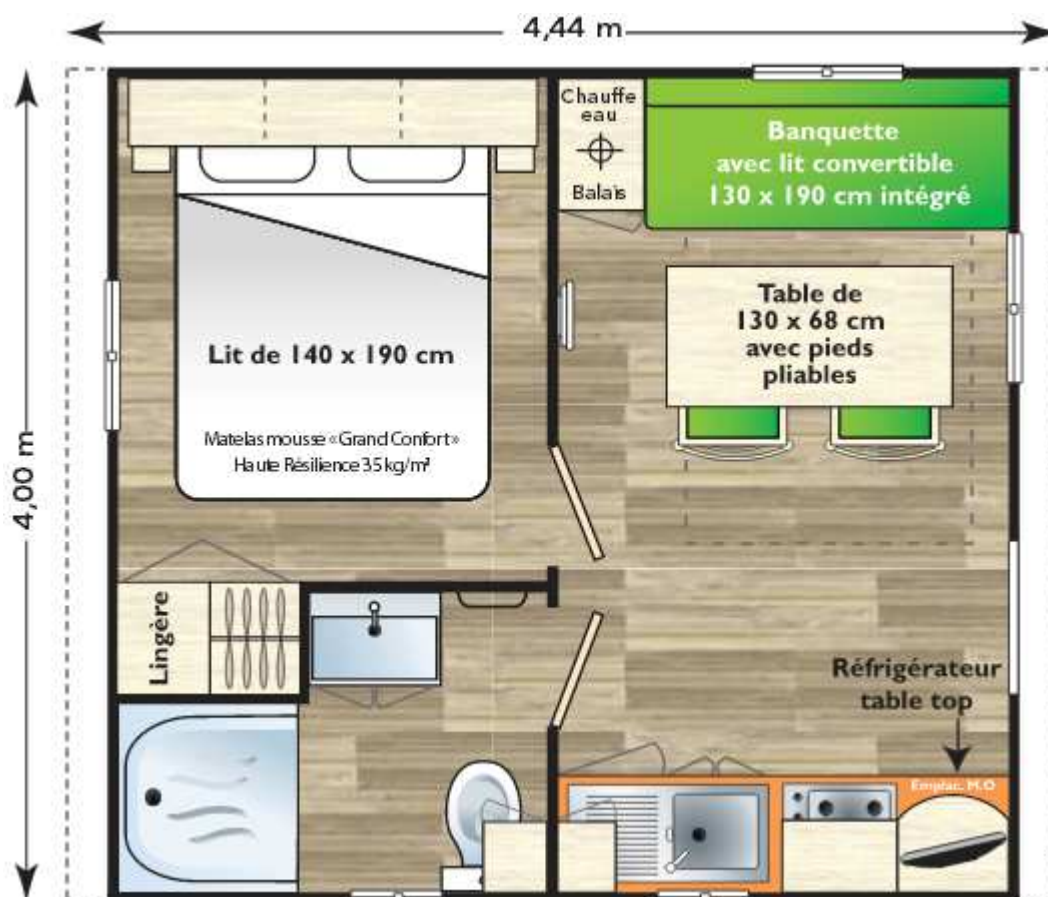 4,44 m
4,00 m
Chauffe
eau
Balais
Banquette
avec lit convertible
130 x 190 cm intégré
Table de
130 x 68 cm
avec pieds
pliables
Lit de 140 x 190 cm
Matelas mousse «Grand Confort»
Haute Résilience 35 kg/m³
Lingère
Réfrigérateur
table top
Emplac. M.O